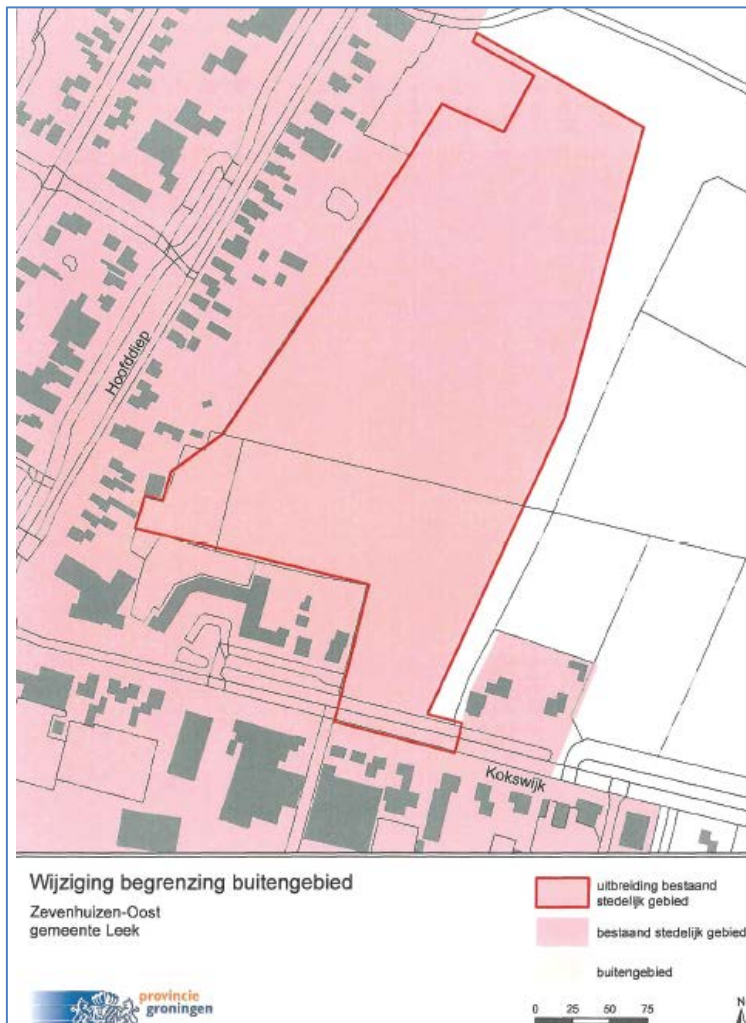 Hoofddiep
Kokswijk
Wijziging begrenzing buitengebied
Zevenhuizen-Oost
gemeente Leek
uitbreiding bestaand
stedelijk gebied
bestaand stedelijk gebied
buitengebied
provincie
groningen
0 25 50 75
N